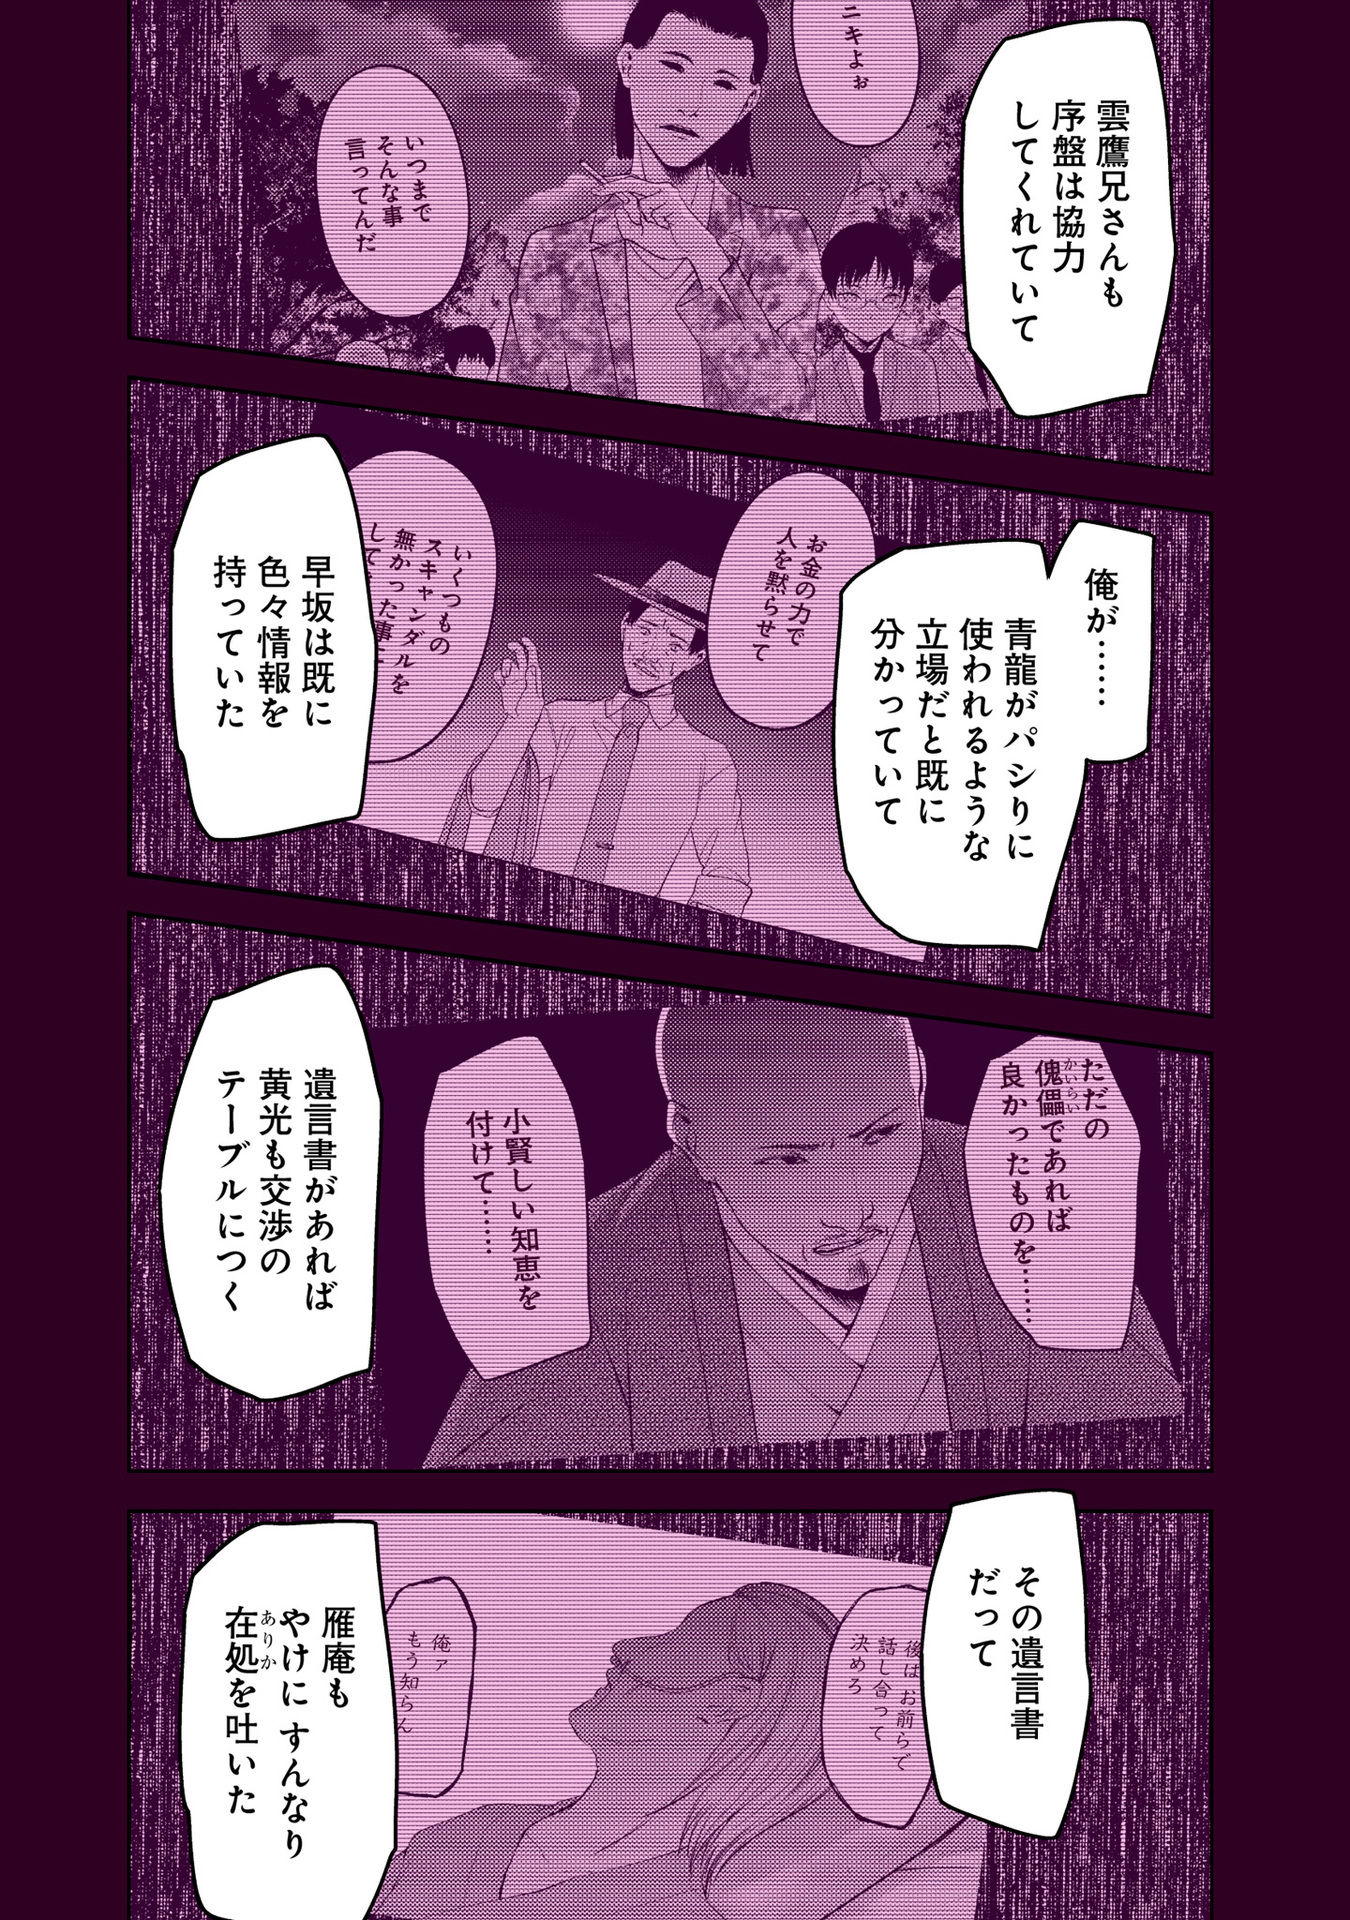 雲鷹兄さんも
序盤は協力
してくれていて
ニキよぉ
いつまで
そんな事
言ってんだ
俺が……
青龍がパシりに
使われるような
立場だと既に
分かっていて
お金の力で
人を黙らせて
いくつもの
スキャンダルを
無かった事に
して
早坂は既に
色々情報を
持っていた
ただの
傀儡であれば
かいらい
良かったものを……
小賢しい知恵を
付けて……
遺言書があれば
黄光も交渉の
テーブルにつく
その遺言書
だって
後はお前らで
話し合って
決めろ
俺ァ
もう知らん
雁庵も
やけにすんなり
在処を吐いた
ありか